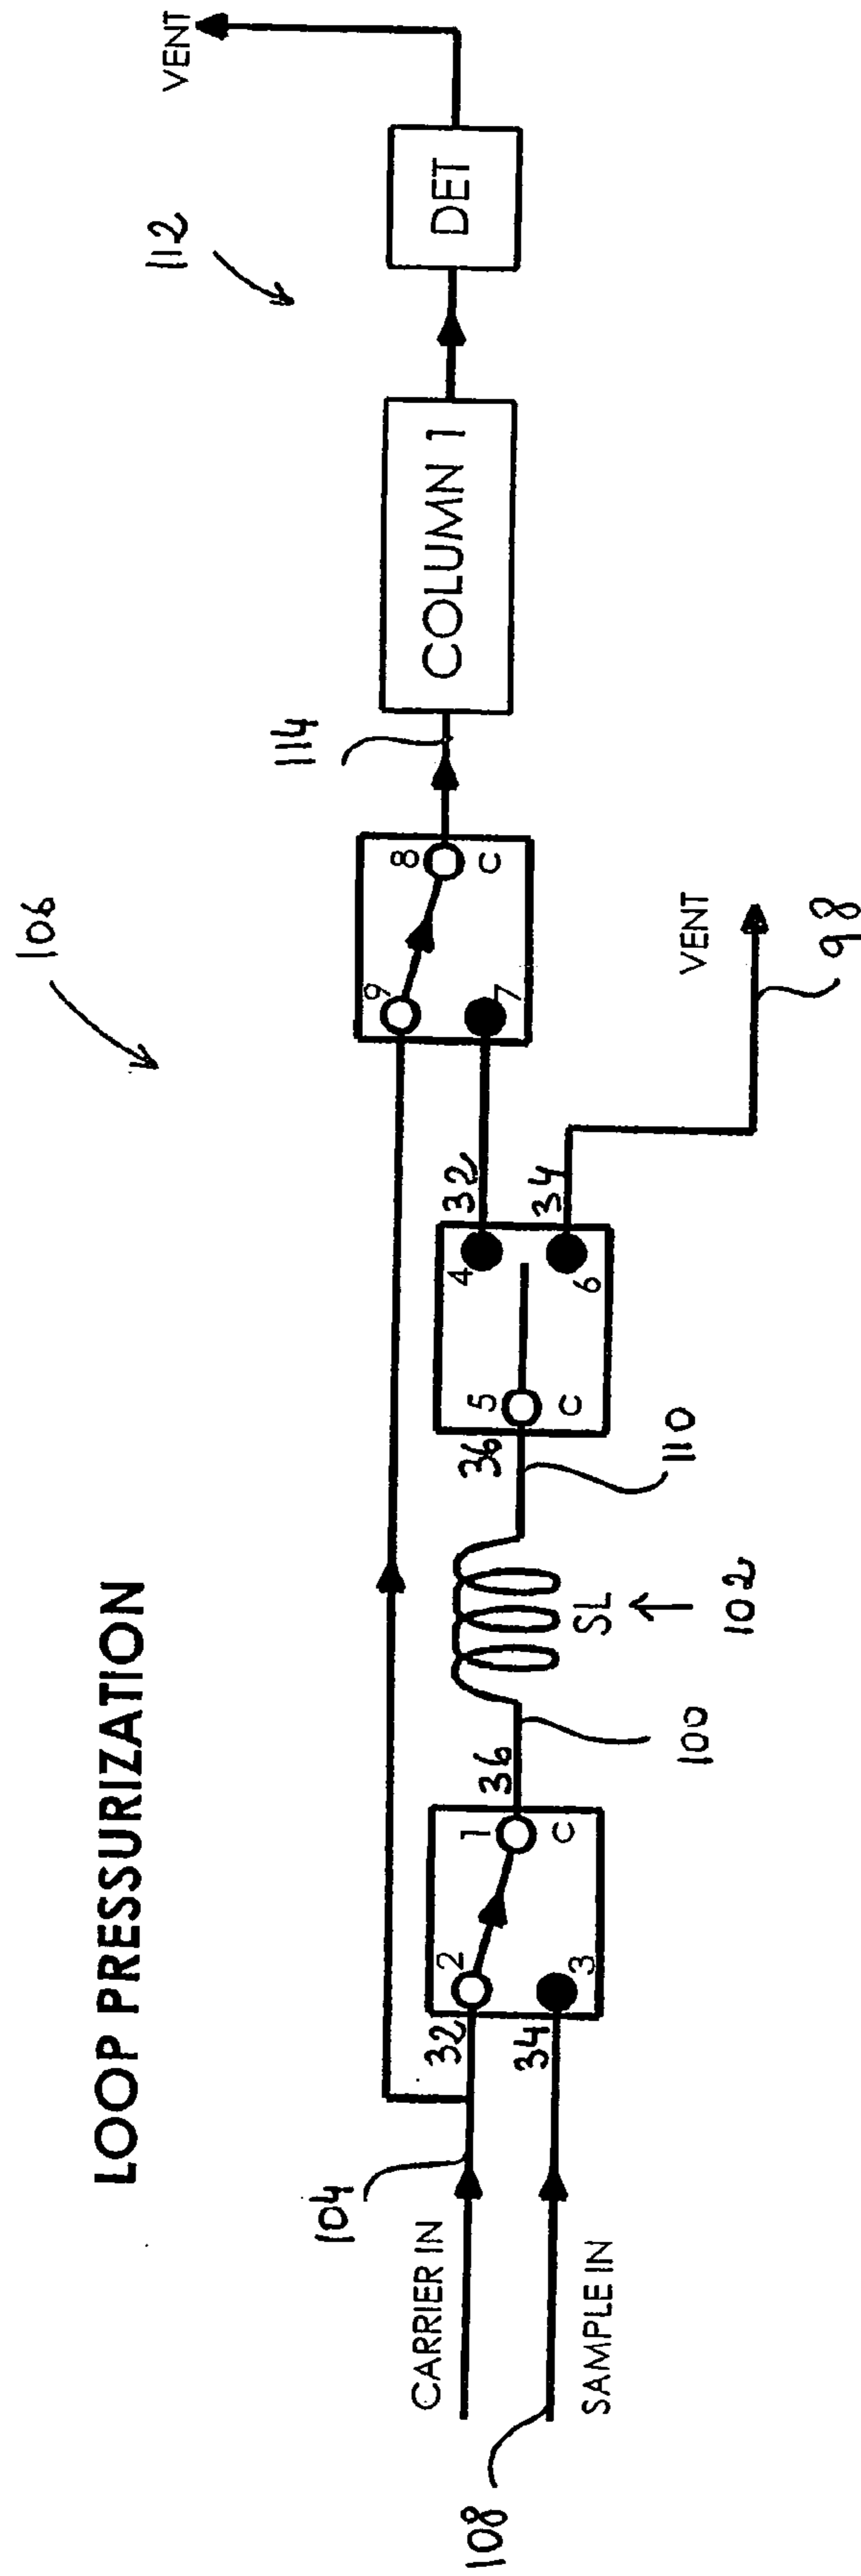 LOOP PRESSURIZATION
106
112
VENT
DET
COLUMN 1
114
9
8
C
7
VENT
98
32
34
4
6
5
C
36
110
SL
102
100
36
1
C
2
3
32
34
104
CARRIER IN
SAMPLE IN
108